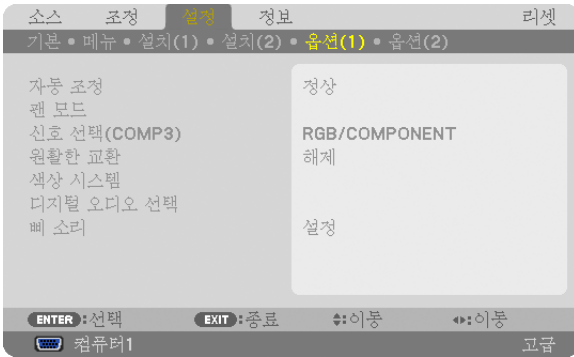 소스 조정 설정 정보 리셋
기본 • 메뉴 • 설치(1) • 설치(2) • 옵션(1) • 옵션(2)
자동 조정 정상
팬 모드
신호 선택(COMP3) RGB/COMPONENT
원활한 교환 해제
색상 시스템
디지털 오디오 선택
삐 소리 설정
ENTER :선택 EXIT :종료 :이동 :이동
컴퓨터1 고급